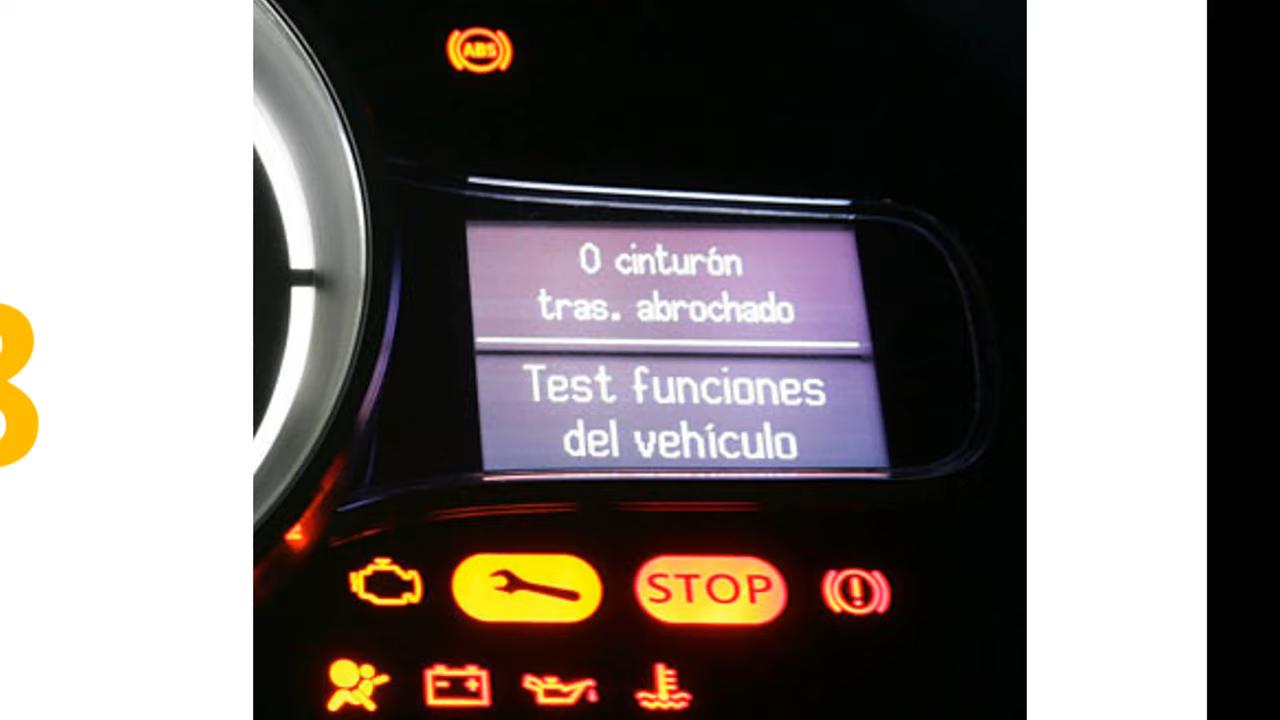 ABS
0 cinturón
tras. abrochado
Test funciones
del vehículo
STOP